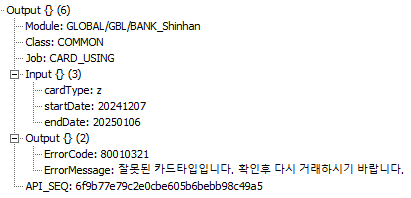 Output {} (6)
Module: GLOBAL/GBL/BANK_Shinhan
Class: COMMON
Job: CARD_USING
Input {} (3)
cardType: z
startDate: 20241207
endDate: 20250106
Output {} (2)
ErrorCode: 80010321
ErrorMessage: 잘못된 카드타입입니다. 확인후 다시 거래하시기 바랍니다.
API_SEQ: 6f9b77e79c2e0cbe605b6bebb98c49a5